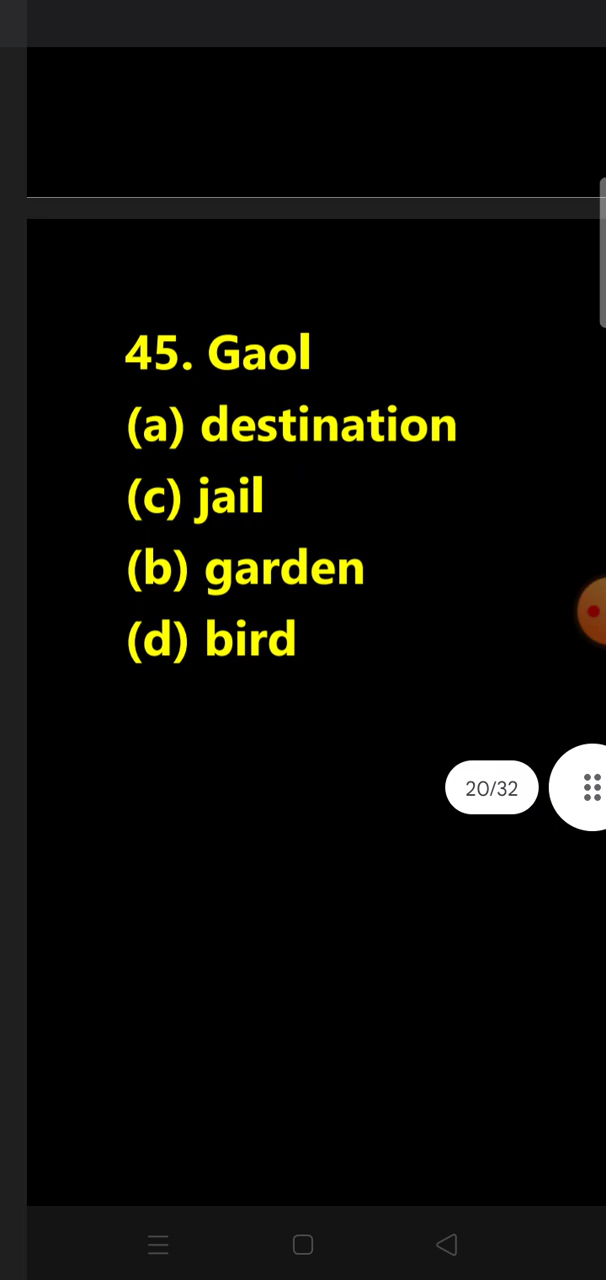 45. Gaol
(a) destination
(c) jail
(b) garden
(d) bird
20/32